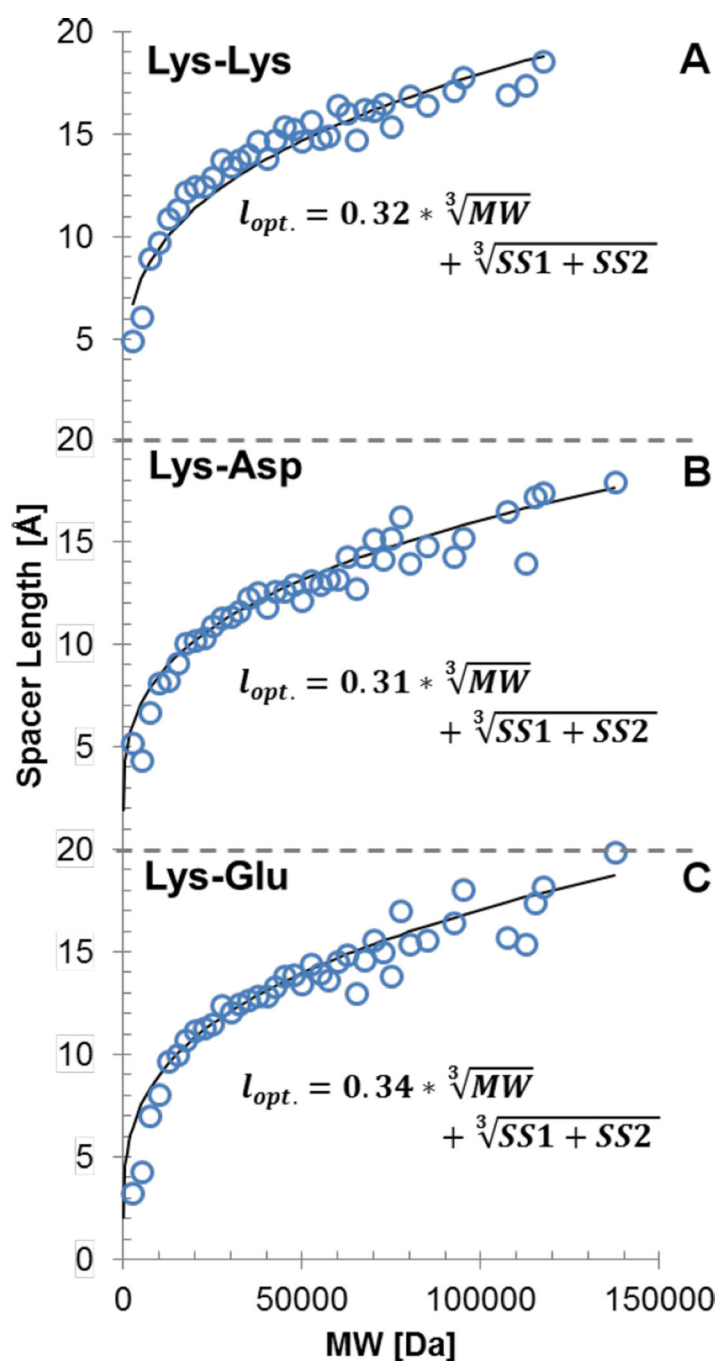 20
Lys-Lys
A
15
l_opt. = 0.32 * ∛MW
+ ∛SS1 + SS2
10
5
20
Lys-Asp
B
15
l_opt. = 0.31 * ∛MW
+ ∛SS1 + SS2
10
5
Spacer Length [Å]
20
Lys-Glu
C
15
10
l_opt. = 0.34 * ∛MW
+ ∛SS1 + SS2
5
0
0 50000 100000 150000
MW [Da]